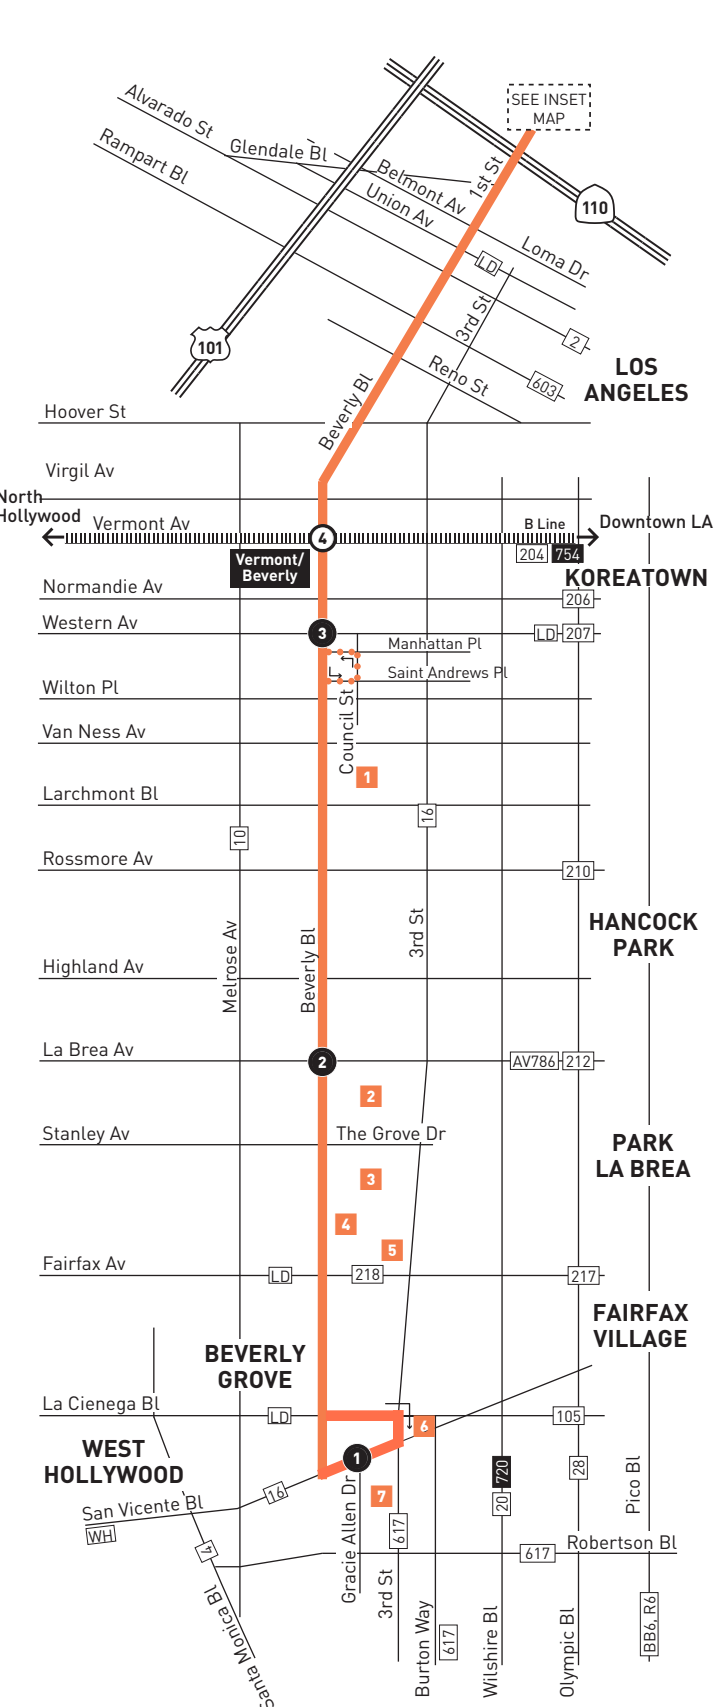 SEE INSET
MAP
Alvarado St
Rampart Bl
Glendale Bl
Belmont Av
Union Av
1st St
110
Loma Dr
LD
3rd St
101
2
Reno St
603
LOS
ANGELES
Beverly Bl
Hoover St
Virgil Av
North
Hollywood
Vermont Av
4
B Line
Downtown LA
204
754
Vermont/
Beverly
KOREATOWN
Normandie Av
206
Western Av
3
LD
207
Manhattan Pl
Saint Andrews Pl
Wilton Pl
Council St
Van Ness Av
1
Larchmont Bl
16
10
Rossmore Av
210
3rd St
HANCOCK
PARK
Melrose Av
Beverly Bl
Highland Av
La Brea Av
2
AV786
212
2
Stanley Av
The Grove Dr
PARK
LA BREA
3
4
5
Fairfax Av
LD
218
217
FAIRFAX
VILLAGE
BEVERLY
GROVE
La Cienega Bl
LD
6
105
WEST
HOLLYWOOD
1
720
28
Pico Bl
16
7
20
San Vicente Bl
WH
4
Gracie Allen Dr
617
617
Robertson Bl
3rd St
Santa Monica Bl
Burton Way
617
Wilshire Bl
Olympic Bl
BB6, R6